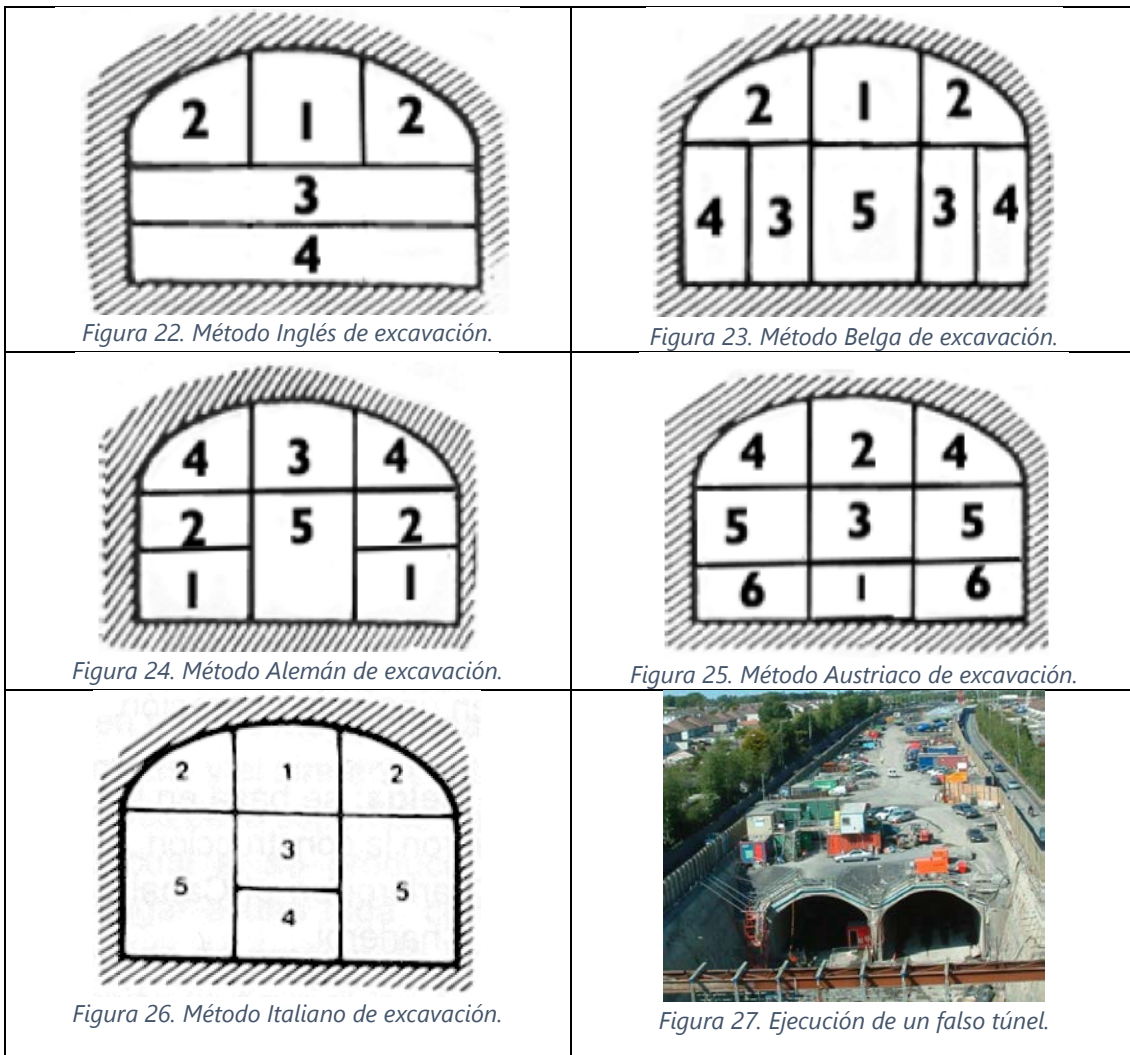 2 1 2
3
4
Figura 22. Método Inglés de excavación.
2 1 2
4 3 5 3 4
Figura 23. Método Belga de excavación.
4 3 4
2 5 2
1 1
Figura 24. Método Alemán de excavación.
4 2 4
5 3 5
6 1 6
Figura 25. Método Austriaco de excavación.
2 1 2
3
5 5
4
Figura 26. Método Italiano de excavación.
Figura 27. Ejecución de un falso túnel.